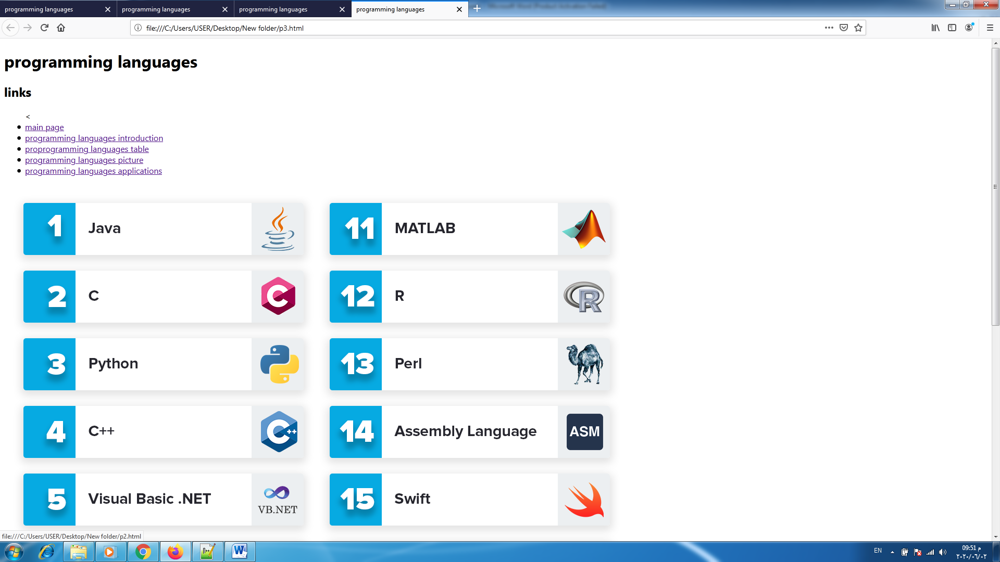 programming languages
programming languages
programming languages
programming languages
file:///C:/Users/USER/Desktop/New folder/p3.html
programming languages
links
<
main page
programming languages introduction
proprogramming languages table
programming languages picture
programming languages applications
1 Java
11 MATLAB
2 C
C
12 R
R
3 Python
13 Perl
4 C++
C++
14 Assembly Language
ASM
5 Visual Basic .NET
VB.NET
15 Swift
file:///C:/Users/USER/Desktop/New folder/p2.html
EN
09:51 م
٢٠٢٠/٠٦/٠٢